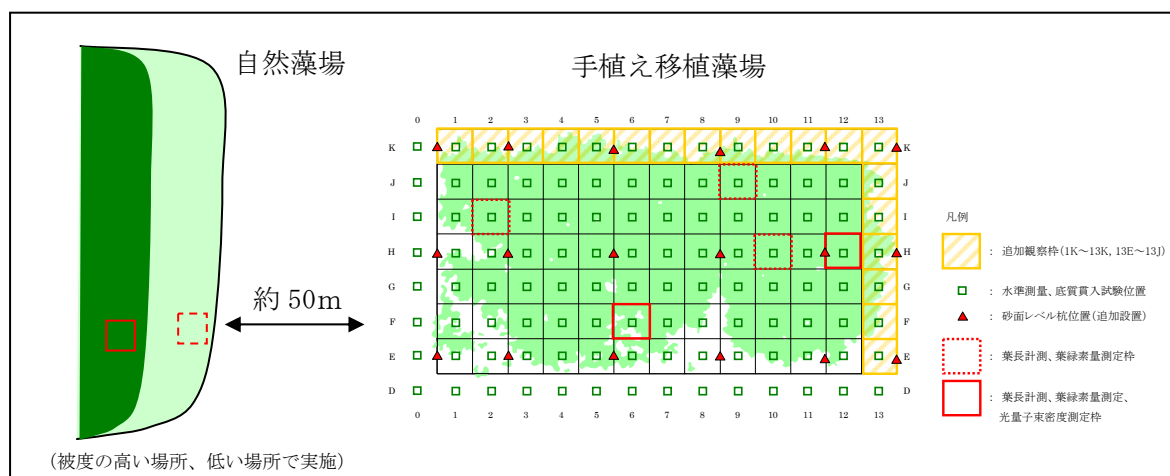 自然藻場
手植え移植藻場
0 1 2 3 4 5 6 7 8 9 10 11 12 13
K K
J J
I I
H H
G G
F F
E E
D D
0 1 2 3 4 5 6 7 8 9 10 11 12 13
約 50m
(被度の高い場所、低い場所で実施)
凡例
: 追加観察枠(1K～13K, 13E～13J)
: 水準測量、底質貫入試験位置
: 砂面レベル杭位置(追加設置)
: 葉長計測、葉緑素量測定枠
: 葉長計測、葉緑素量測定、
光量子束密度測定枠